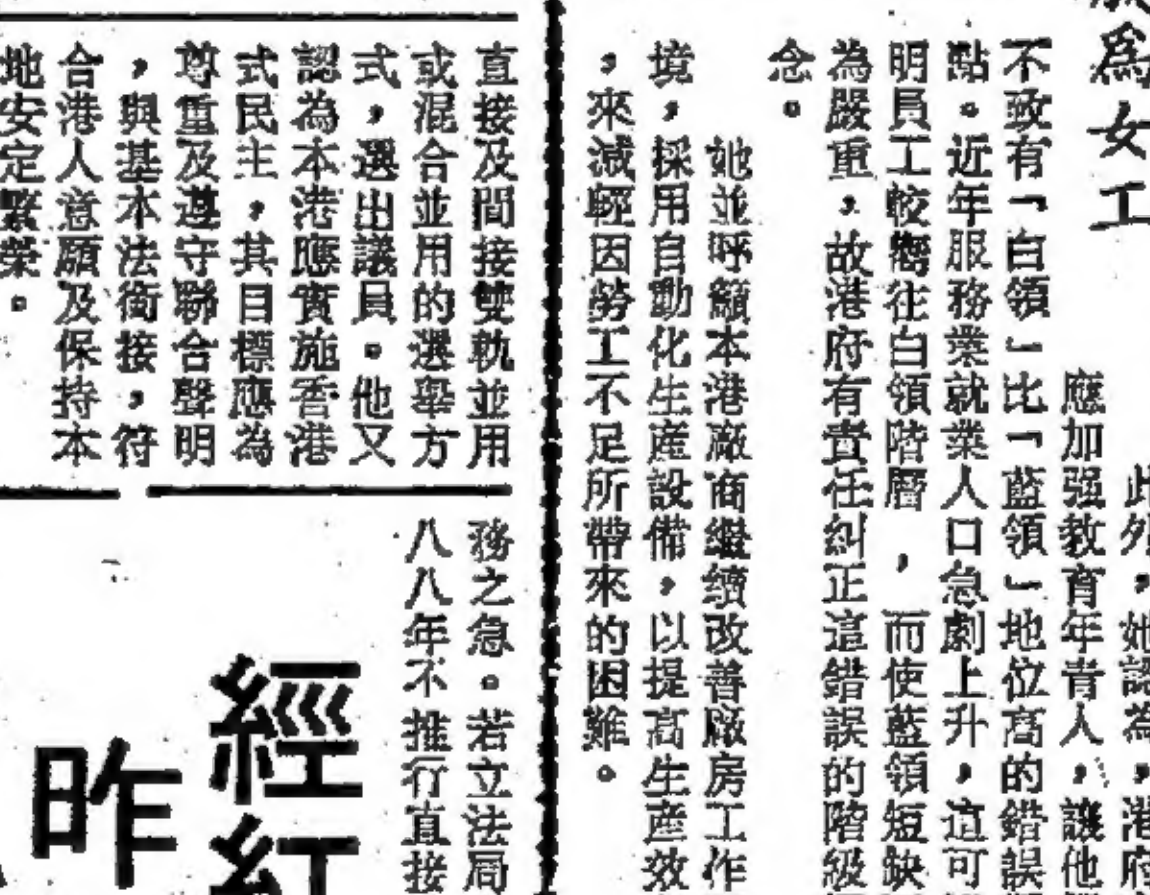 為女工
此外，她認為，港府
應加强教育年青人，讓他
不致有「白領」比「藍領」地位高的錯誤
點。近年服務業就業人口急劇上升，這可
明員工較嚮往白領階層，而使藍領短缺
為嚴重，故港府有責任糾正這錯誤的階級
念。
她並呼籲本港廠商繼續改善廠房工作
境，採用自動化生產設備，以提高生產效
，來減輕因勞工不足所帶來的困難。
直接及間接雙軌並用
或混合並用的選舉方
式，選出議員。他又
認為本港應實施香港
式民主，其目標應為
尊重及遵守聯合聲明
，與基本法銜接，符
合港人意願及保持本
地安定繁榮。
務之急。若立法局
八八年不推行直接
經紅
昨